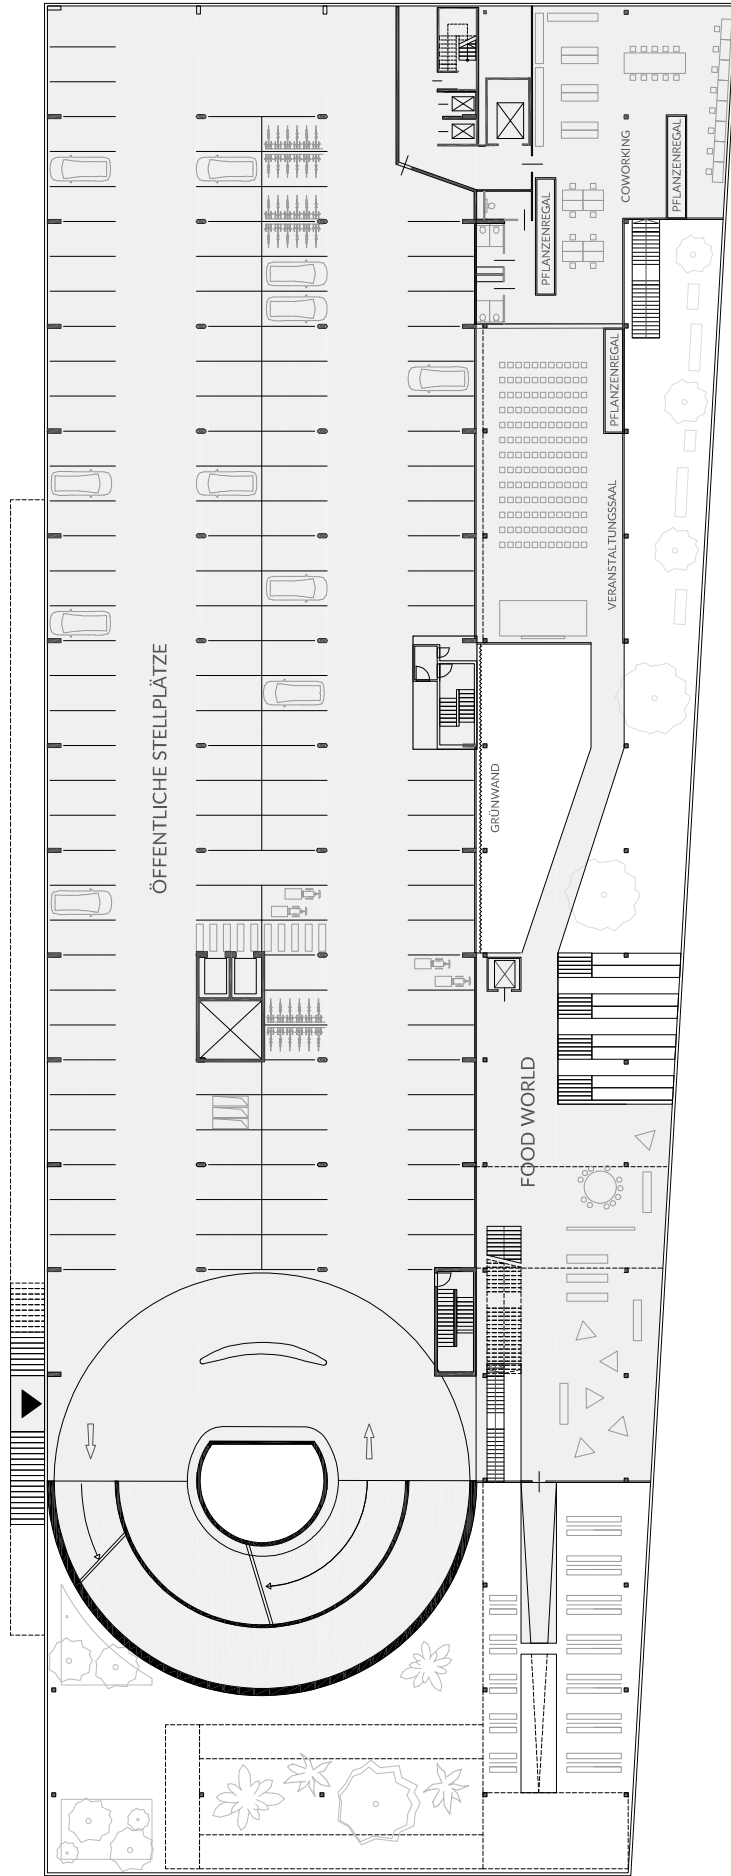 COWORKING
PFLANZENREGAL
PFLANZENREGAL
PFLANZENREGAL
VERANSTALTUNGSSAAL
ÖFFENTLICHE STELLPLÄTZE
GRÜNWAND
FOOD WORLD